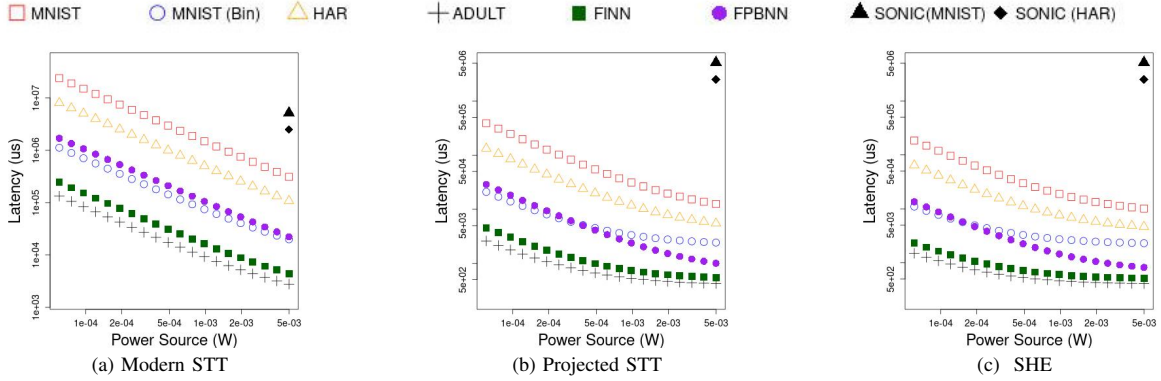 MNIST MNIST (Bin) HAR ADULT FINN FPBNN SONIC(MNIST) SONIC (HAR)
Latency (us)
1e+07
1e+06
1e+05
1e+04
1e+03
1e-04 2e-04 5e-04 1e-03 2e-03 5e-03
Power Source (W)
(a) Modern STT
Latency (us)
5e+06
5e+05
5e+04
5e+03
5e+02
1e-04 2e-04 5e-04 1e-03 2e-03 5e-03
Power Source (W)
(b) Projected STT
Latency (us)
5e+06
5e+05
5e+04
5e+03
5e+02
1e-04 2e-04 5e-04 1e-03 2e-03 5e-03
Power Source (W)
(c) SHE